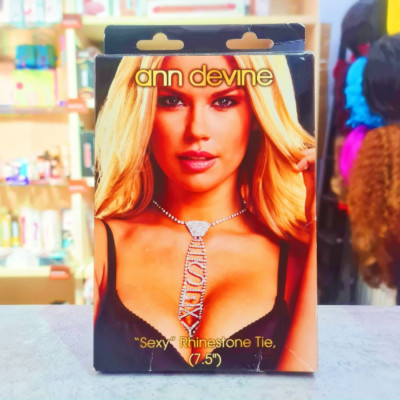 ann devine
SEXY
"Sexy" Rhinestone Tie,
(7.5")